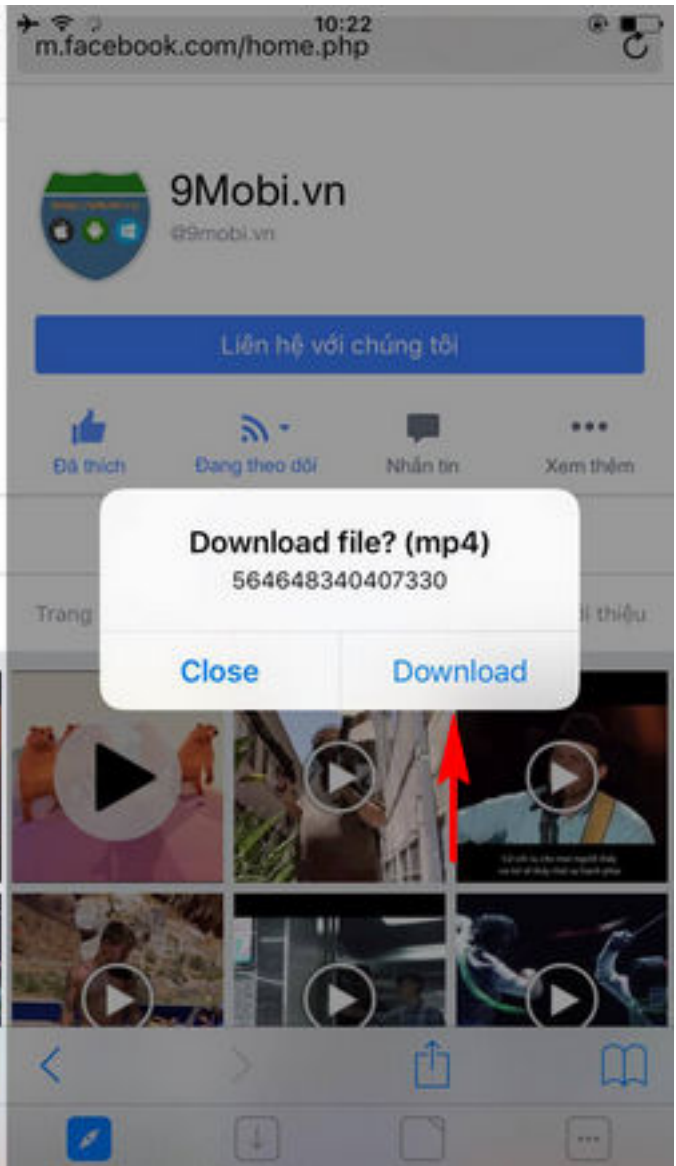 10:22
m.facebook.com/home.php
9Mobi.vn
@9mobi.vn
Liên hệ với chúng tôi
Đã thích
Đang theo dõi
Nhắn tin
Xem thêm
Download file? (mp4)
564648340407330
Trang
i thiệu
Close
Download